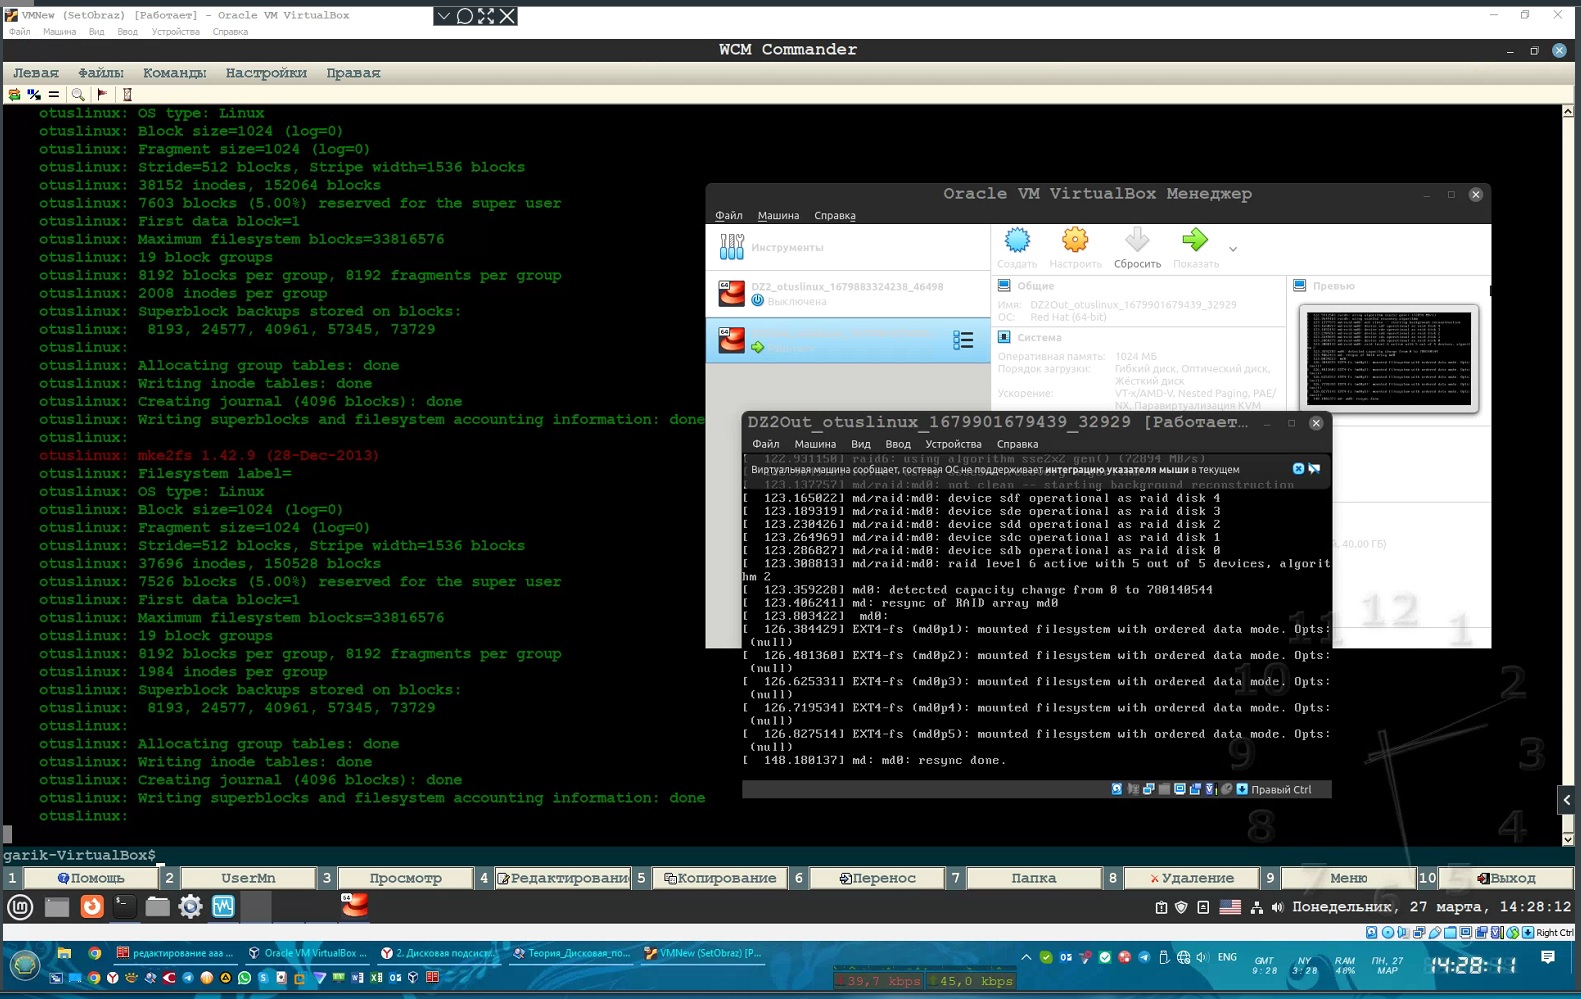 VMNew (SetObraz) [Работает] - Oracle VM VirtualBox
Файл Машина Вид Ввод Устройства Справка
WCM Commander
Левая Файлы Команды Настройки Правая
otuslinux: OS type: Linux
otuslinux: Block size=1024 (log=0)
otuslinux: Fragment size=1024 (log=0)
otuslinux: Stride=512 blocks, Stripe width=1536 blocks
otuslinux: 38152 inodes, 152064 blocks
otuslinux: 7603 blocks (5.00%) reserved for the super user
otuslinux: First data block=1
otuslinux: Maximum filesystem blocks=33816576
otuslinux: 19 block groups
otuslinux: 8192 blocks per group, 8192 fragments per group
otuslinux: 2008 inodes per group
otuslinux: Superblock backups stored on blocks:
otuslinux:  8193, 24577, 40961, 57345, 73729
otuslinux:
otuslinux: Allocating group tables: done
otuslinux: Writing inode tables: done
otuslinux: Creating journal (4096 blocks): done
otuslinux: Writing superblocks and filesystem accounting information: done
otuslinux:
otuslinux: mke2fs 1.42.9 (28-Dec-2013)
otuslinux: Filesystem label=
otuslinux: OS type: Linux
otuslinux: Block size=1024 (log=0)
otuslinux: Fragment size=1024 (log=0)
otuslinux: Stride=512 blocks, Stripe width=1536 blocks
otuslinux: 37696 inodes, 150528 blocks
otuslinux: 7526 blocks (5.00%) reserved for the super user
otuslinux: First data block=1
otuslinux: Maximum filesystem blocks=33816576
otuslinux: 19 block groups
otuslinux: 8192 blocks per group, 8192 fragments per group
otuslinux: 1984 inodes per group
otuslinux: Superblock backups stored on blocks:
otuslinux:  8193, 24577, 40961, 57345, 73729
otuslinux:
otuslinux: Allocating group tables: done
otuslinux: Writing inode tables: done
otuslinux: Creating journal (4096 blocks): done
otuslinux: Writing superblocks and filesystem accounting information: done
otuslinux:
Oracle VM VirtualBox Менеджер
Файл Машина Справка
Инструменты
Создать Настроить Сбросить Показать
DZ2_otuslinux_1679883324238_46498
Выключена
Общие
Имя: DZ2Out_otuslinux_1679901679439_32929
ОС: Red Hat (64-bit)
Система
Оперативная память: 1024 МБ
Порядок загрузки: Гибкий диск, Оптический диск,
Жёсткий диск
Ускорение: VT-x/AMD-V, Nested Paging, PAE/
NX, Паравиртуализация KVM
Превью
40,00 ГБ)
DZ2Out_otuslinux_1679901679439_32929 [Работает...
Файл Машина Вид Ввод Устройства Справка
[  122.931150] raid6: using algorithm sse2x2 gen() (72894 MB/s)
Виртуальная машина сообщает, гостевая ОС не поддерживает интеграцию указателя мыши в текущем
[  123.137757] md/raid:md0: not clean -- starting background reconstruction
[  123.165022] md/raid:md0: device sdf operational as raid disk 4
[  123.189319] md/raid:md0: device sde operational as raid disk 3
[  123.230426] md/raid:md0: device sdd operational as raid disk 2
[  123.264969] md/raid:md0: device sdc operational as raid disk 1
[  123.286827] md/raid:md0: device sdb operational as raid disk 0
[  123.308813] md/raid:md0: raid level 6 active with 5 out of 5 devices, algorit
hm 2
[  123.359228] md0: detected capacity change from 0 to 780140544
[  123.406241] md: resync of RAID array md0
[  123.803422]  md0:
[  126.384429] EXT4-fs (md0p1): mounted filesystem with ordered data mode. Opts:
(null)
[  126.481360] EXT4-fs (md0p2): mounted filesystem with ordered data mode. Opts:
(null)
[  126.625331] EXT4-fs (md0p3): mounted filesystem with ordered data mode. Opts:
(null)
[  126.719534] EXT4-fs (md0p4): mounted filesystem with ordered data mode. Opts:
(null)
[  126.827514] EXT4-fs (md0p5): mounted filesystem with ordered data mode. Opts:
(null)
[  148.180137] md: md0: resync done.
Правый Ctrl
11 12 1
10 2
9 3
8 4
7 6 5
garik-VirtualBox$
1 Помощь 2 UserMn 3 Просмотр 4 Редактировани 5 Копирование 6 Перенос 7 Папка 8 Удаление 9 Меню 10 Выход
Понедельник, 27 марта, 14:28:12
Right Ctrl
редактирование ааа ... Oracle VM VirtualBox ... 2. Дисковая подсист... Теория_Дисковая_по... VMNew (SetObraz) [Р...
ENG
GMT 9:28
NY 3:28
RAM 48%
ПН, 27 МАР
14:28:11
39,7 kbps 45,0 kbps